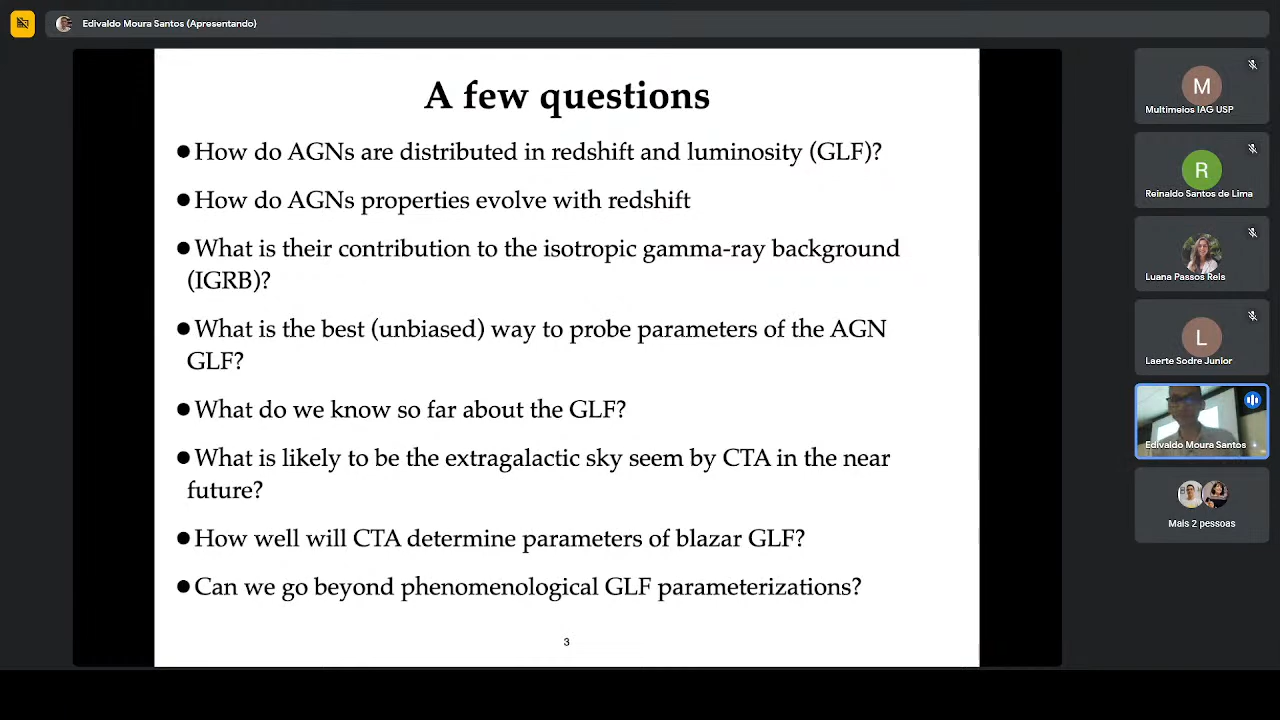 Edivaldo Moura Santos (Apresentando)
A few questions
●How do AGNs are distributed in redshift and luminosity (GLF)?
●How do AGNs properties evolve with redshift
●What is their contribution to the isotropic gamma-ray background
(IGRB)?
●What is the best (unbiased) way to probe parameters of the AGN
GLF?
●What do we know so far about the GLF?
●What is likely to be the extragalactic sky seem by CTA in the near
future?
●How well will CTA determine parameters of blazar GLF?
●Can we go beyond phenomenological GLF parameterizations?
3
M
Multimeios IAG USP
R
Reinaldo Santos de Lima
Luana Passos Reis
L
Laerte Sodre Junior
Edivaldo Moura Santos
Mais 2 pessoas